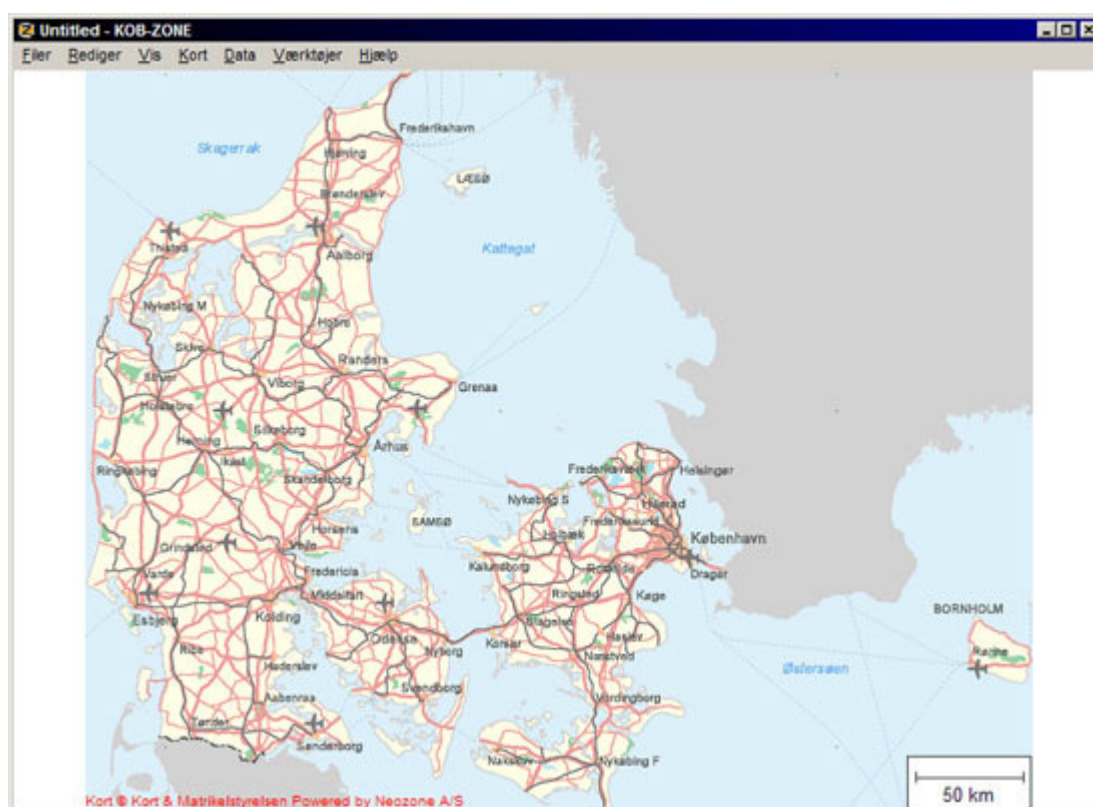 Untitled - KOB-ZONE
Filer Rediger Vis Kort Data Værktøjer Hjælp
Frederikshavn
Skagerrak
Hjørring
LÆSØ
Brønderslev
Thisted
Aalborg
Kattegat
Nykøbing M
Hobro
Skive
Randers
Struer
Viborg
Grenaa
Holstebro
Silkeborg
Herning
Århus
Ikast
Ringkøbing
Skanderborg
Frederiksværk
Helsingør
Nykøbing S
Hillerød
SAMSØ
Frederikssund
Horsens
Holbæk
København
Grindsted
Vejle
Kalundborg
Roskilde
Dragør
Varde
Fredericia
Middelfart
Ringsted
Køge
Esbjerg
Kolding
Slagelse
BORNHOLM
Odense
Korsør
Haslev
Ribe
Nyborg
Næstved
Rønne
Haderslev
Østersøen
Svendborg
Aabenraa
Vordingborg
Tønder
Sønderborg
Nakskov
Nykøbing F
50 km
Kort © Kort & Matrikelstyrelsen Powered by Neozone A/S